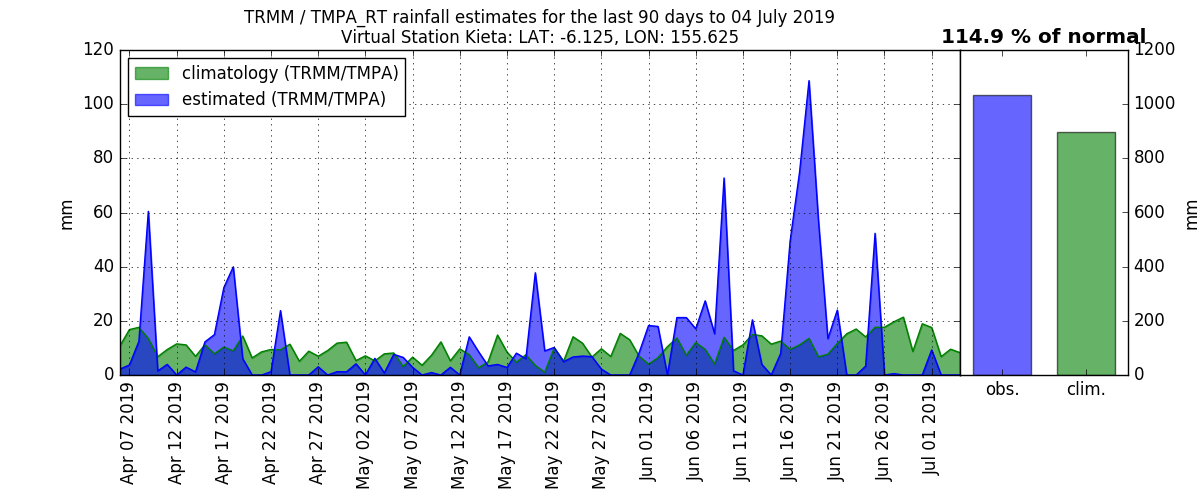 TRMM / TMPA_RT rainfall estimates for the last 90 days to 04 July 2019
Virtual Station Kieta: LAT: -6.125, LON: 155.625
114.9 % of normal
climatology (TRMM/TMPA)
estimated (TRMM/TMPA)
120
100
80
60
40
20
0
mm
Apr 07 2019
Apr 12 2019
Apr 17 2019
Apr 22 2019
Apr 27 2019
May 02 2019
May 07 2019
May 12 2019
May 17 2019
May 22 2019
May 27 2019
Jun 01 2019
Jun 06 2019
Jun 11 2019
Jun 16 2019
Jun 21 2019
Jun 26 2019
Jul 01 2019
obs.
clim.
1200
1000
800
600
400
200
0
mm